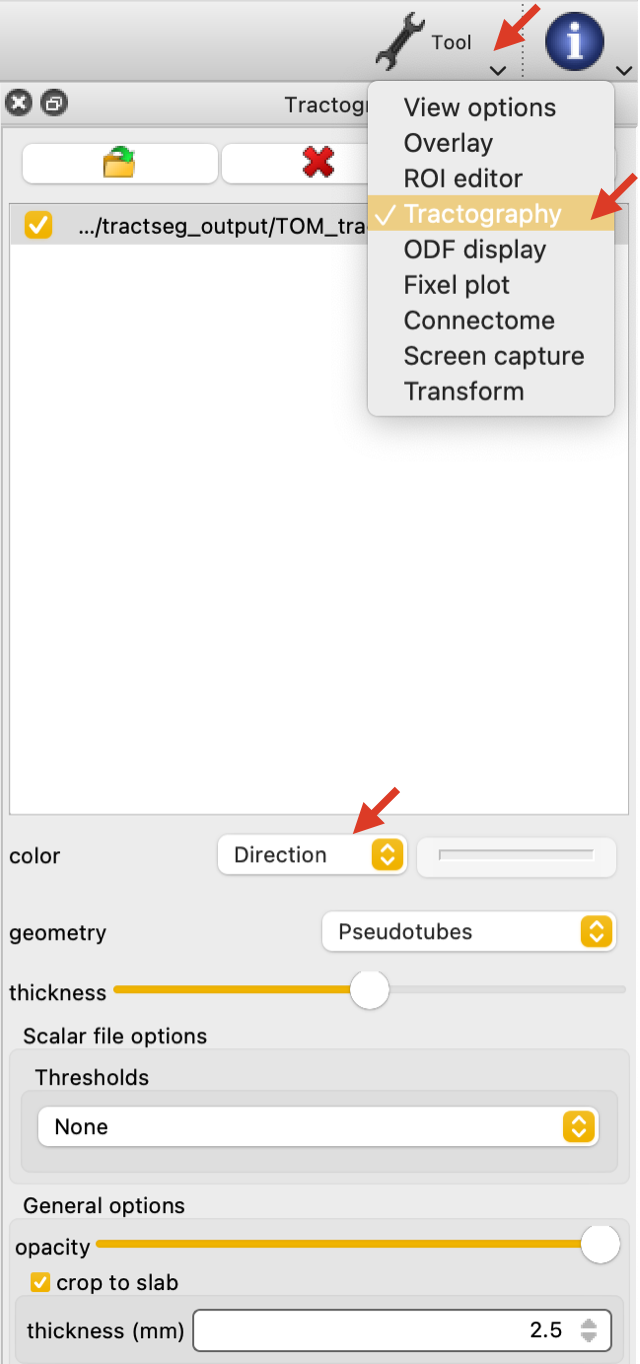 Tool
Tractogr
View options
Overlay
ROI editor
Tractography
ODF display
Fixel plot
Connectome
Screen capture
Transform
.../tractseg_output/TOM_tra
color
Direction
geometry
Pseudotubes
thickness
Scalar file options
Thresholds
None
General options
opacity
crop to slab
thickness (mm)
2.5